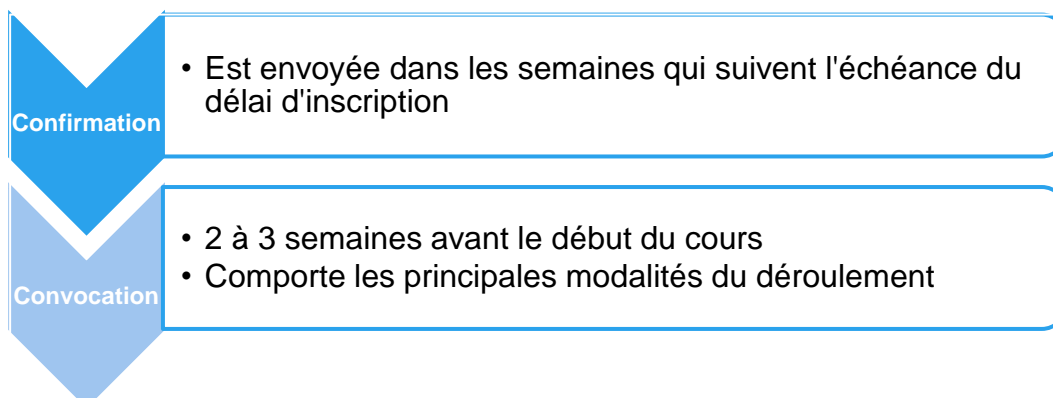 Confirmation
• Est envoyée dans les semaines qui suivent l'échéance du
délai d'inscription
Convocation
• 2 à 3 semaines avant le début du cours
• Comporte les principales modalités du déroulement